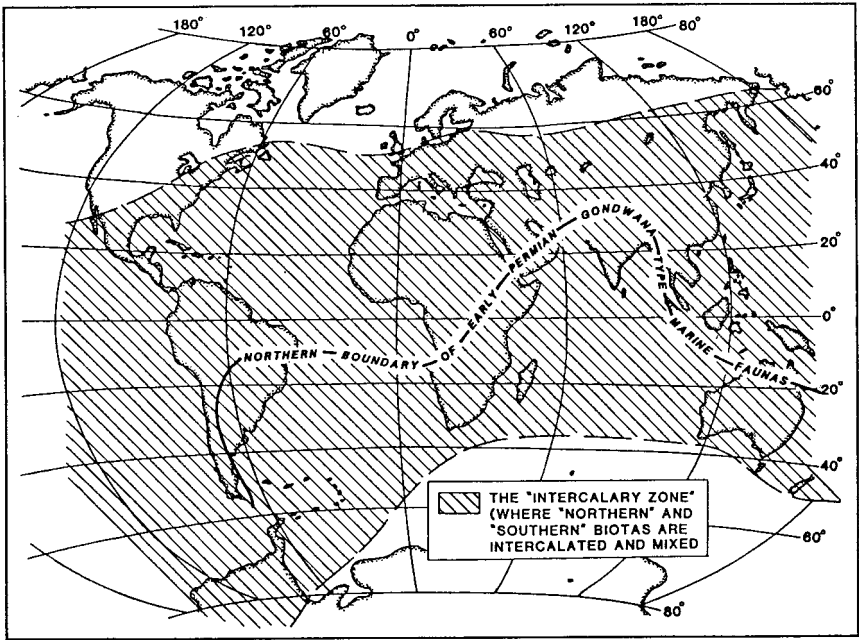 180° 120° 60° 0° 60° 120° 180° 80°
60°
40°
20°
0°
20°
40°
60°
80°
NORTHERN — BOUNDARY — OF — EARLY — PERMIAN — GONDWANA — TYPE — MARINE — FAUNAS
THE "INTERCALARY ZONE"
(WHERE "NORTHERN" AND
"SOUTHERN" BIOTAS ARE
INTERCALATED AND MIXED